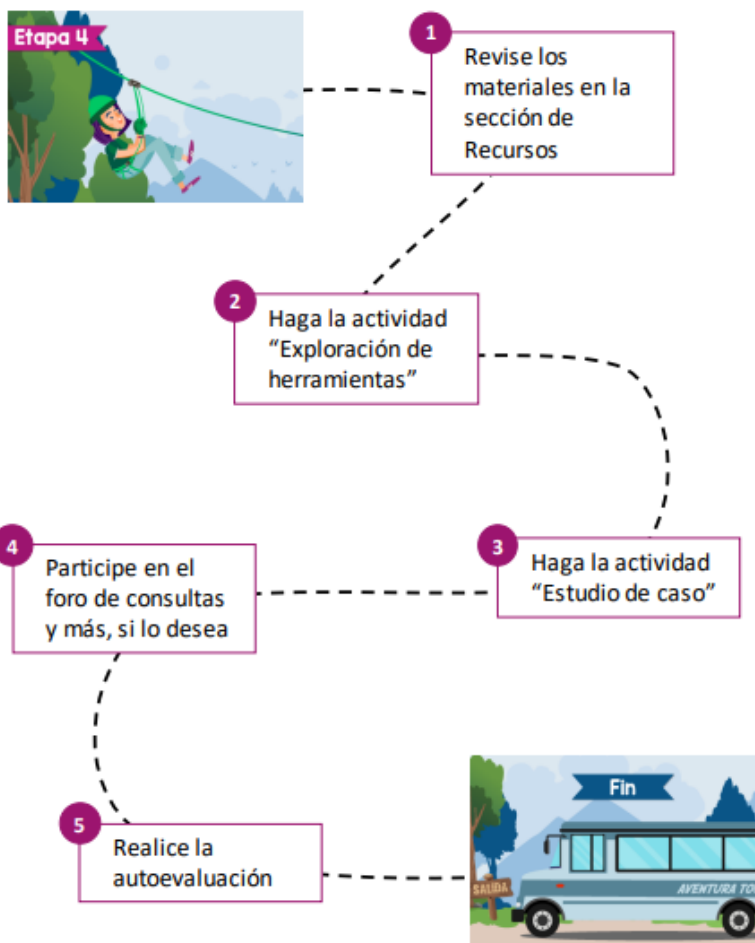 Etapa 4
1
Revise los
materiales en la
sección de
Recursos
2
Haga la actividad
“Exploración de
herramientas”
3
Haga la actividad
“Estudio de caso”
4
Participe en el
foro de consultas
y más, si lo desea
5
Realice la
autoevaluación
Fin
SALIDA
AVENTURA